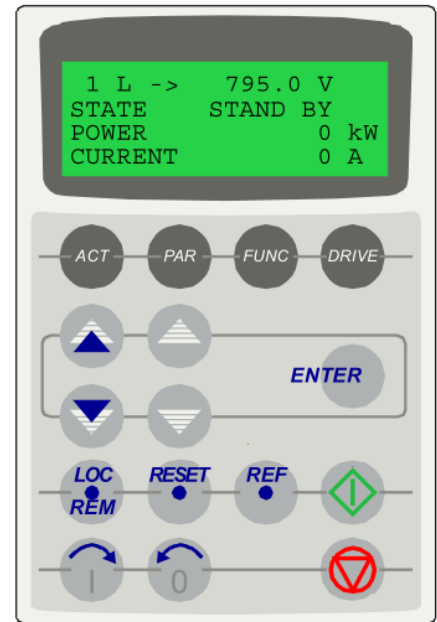 1 L -> 795.0 V
STATE STAND BY
POWER 0 kW
CURRENT 0 A
ACT PAR FUNC DRIVE
ENTER
LOC RESET REF
REM
I 0